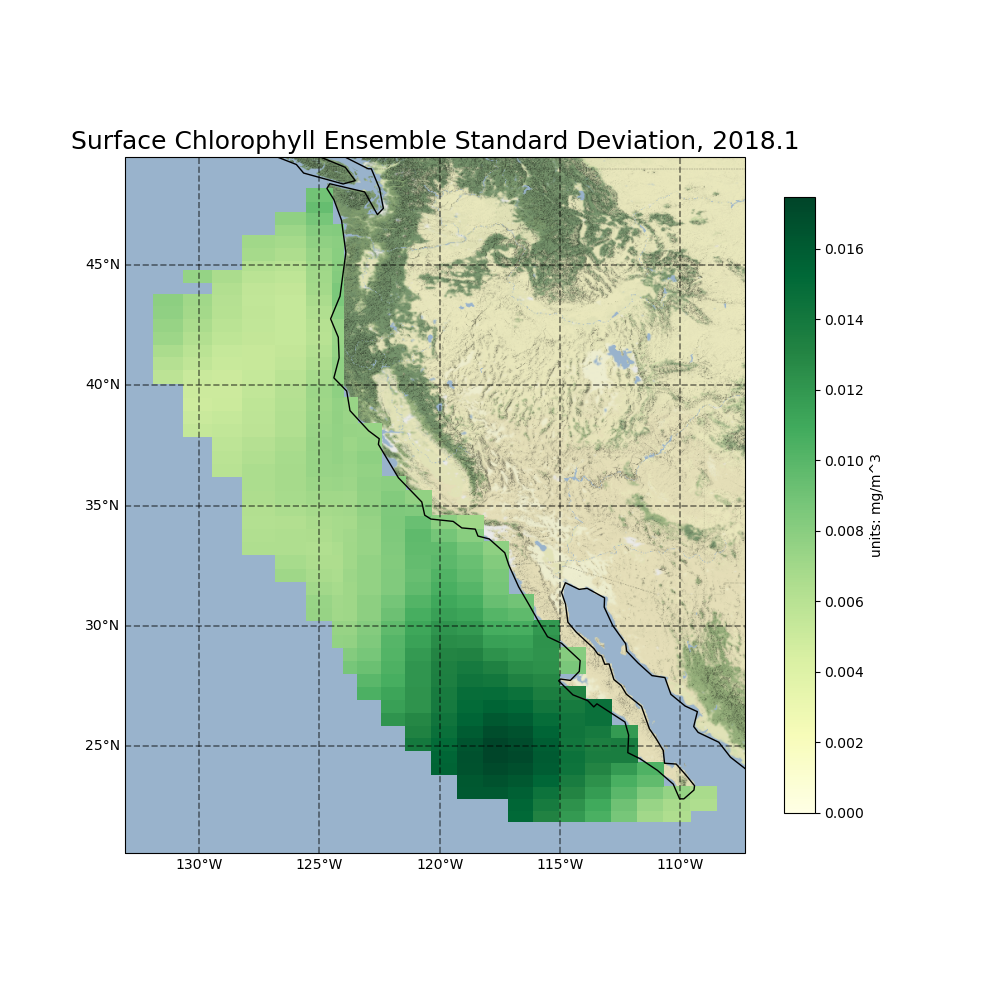 Surface Chlorophyll Ensemble Standard Deviation, 2018.1
45°N
40°N
35°N
30°N
25°N
130°W
125°W
120°W
115°W
110°W
0.016
0.014
0.012
0.010
0.008
0.006
0.004
0.002
0.000
units: mg/m^3